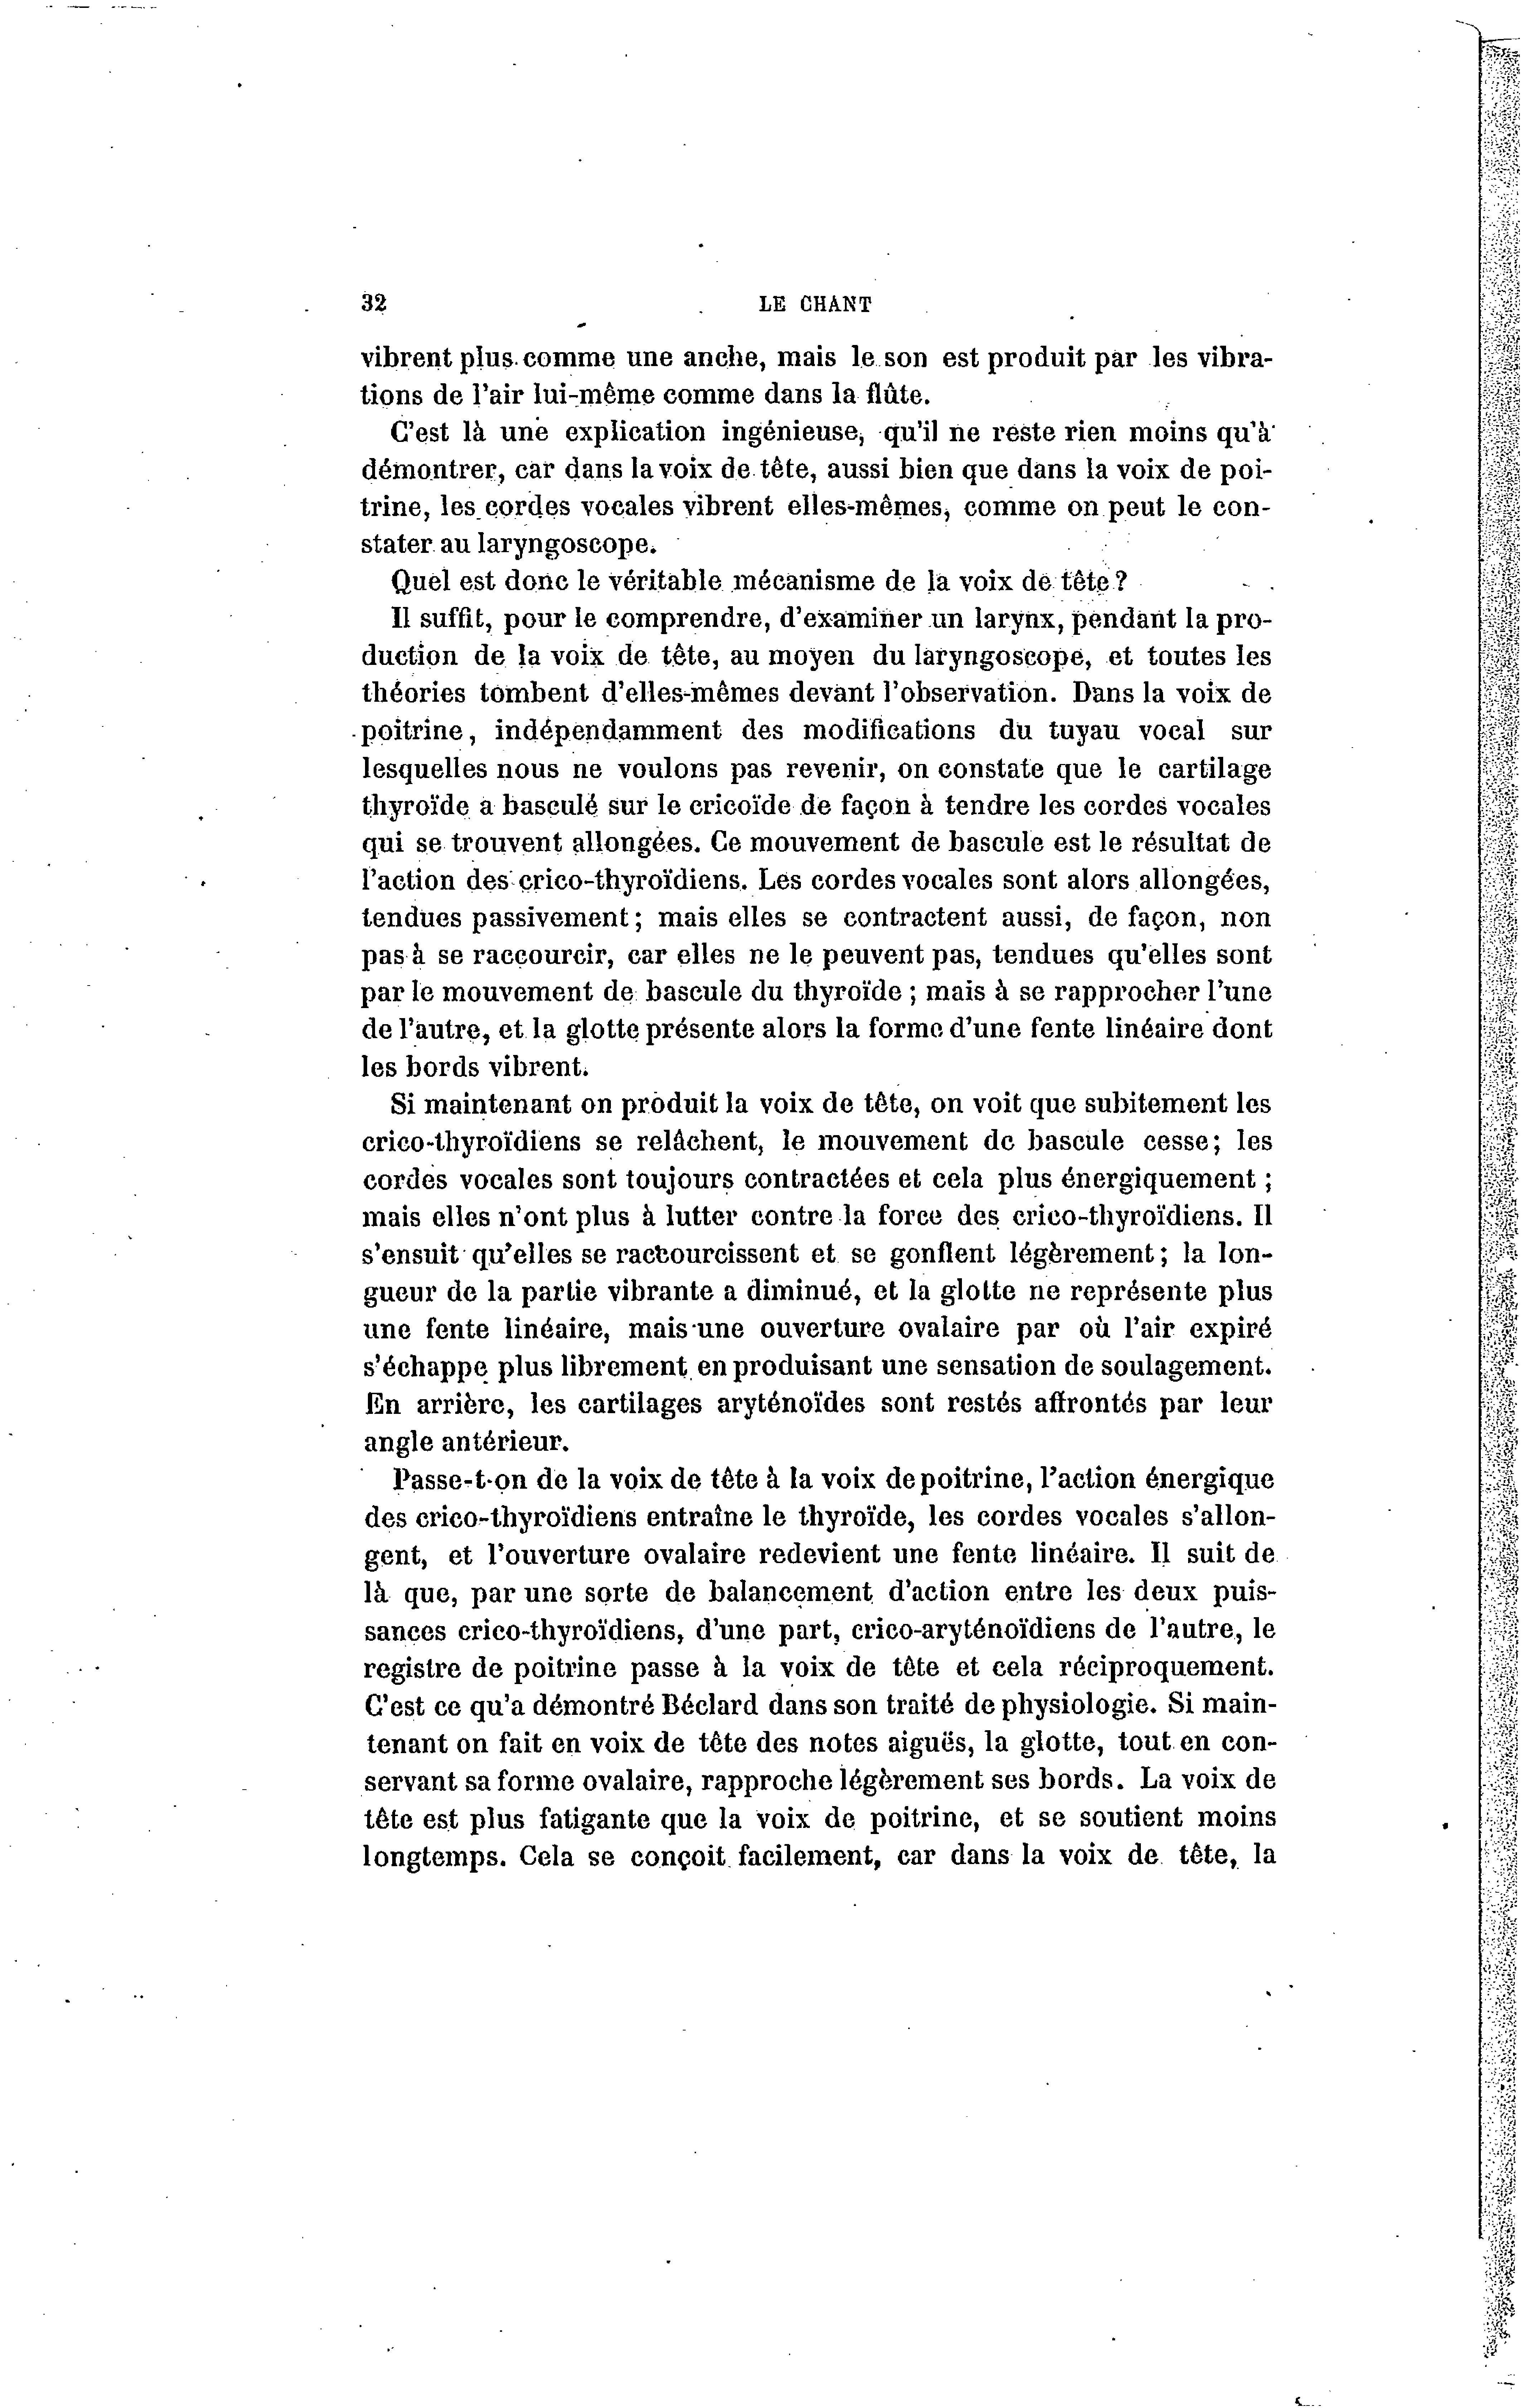 32 LE CHANT
vibrent plus comme une anche, mais le son est produit par les vibra-
tions de l'air lui-même comme dans la flûte.
C'est là une explication ingénieuse, qu'il ne reste rien moins qu'à
démontrer, car dans la voix de tête, aussi bien que dans la voix de poi-
trine, les cordes vocales vibrent elles-mêmes, comme on peut le con-
stater au laryngoscope.
Quel est donc le véritable mécanisme de la voix de tête ?
Il suffit, pour le comprendre, d'examiner un larynx, pendant la pro-
duction de la voix de tête, au moyen du laryngoscope, et toutes les
théories tombent d'elles-mêmes devant l'observation. Dans la voix de
poitrine, indépendamment des modifications du tuyau vocal sur
lesquelles nous ne voulons pas revenir, on constate que le cartilage
thyroïde a basculé sur le cricoïde de façon à tendre les cordes vocales
qui se trouvent allongées. Ce mouvement de bascule est le résultat de
l'action des crico-thyroïdiens. Les cordes vocales sont alors allongées,
tendues passivement ; mais elles se contractent aussi, de façon, non
pas à se raccourcir, car elles ne le peuvent pas, tendues qu'elles sont
par le mouvement de bascule du thyroïde ; mais à se rapprocher l'une
de l'autre, et la glotte présente alors la forme d'une fente linéaire dont
les bords vibrent.
Si maintenant on produit la voix de tête, on voit que subitement les
crico-thyroïdiens se relâchent, le mouvement de bascule cesse ; les
cordes vocales sont toujours contractées et cela plus énergiquement ;
mais elles n'ont plus à lutter contre la force des crico-thyroïdiens. Il
s'ensuit qu'elles se raccourcissent et se gonflent légèrement ; la lon-
gueur de la partie vibrante a diminué, et la glotte ne représente plus
une fente linéaire, mais une ouverture ovalaire par où l'air expiré
s'échappe plus librement en produisant une sensation de soulagement.
En arrière, les cartilages aryténoïdes sont restés affrontés par leur
angle antérieur.
Passe-t-on de la voix de tête à la voix de poitrine, l'action énergique
des crico-thyroïdiens entraîne le thyroïde, les cordes vocales s'allon-
gent, et l'ouverture ovalaire redevient une fente linéaire. Il suit de
là que, par une sorte de balancement d'action entre les deux puis-
sances crico-thyroïdiens, d'une part, crico-aryténoïdiens de l'autre, le
registre de poitrine passe à la voix de tête et cela réciproquement.
C'est ce qu'a démontré Béclard dans son traité de physiologie. Si main-
tenant on fait en voix de tête des notes aiguës, la glotte, tout en con-
servant sa forme ovalaire, rapproche légèrement ses bords. La voix de
tête est plus fatigante que la voix de poitrine, et se soutient moins
longtemps. Cela se conçoit facilement, car dans la voix de tête, la